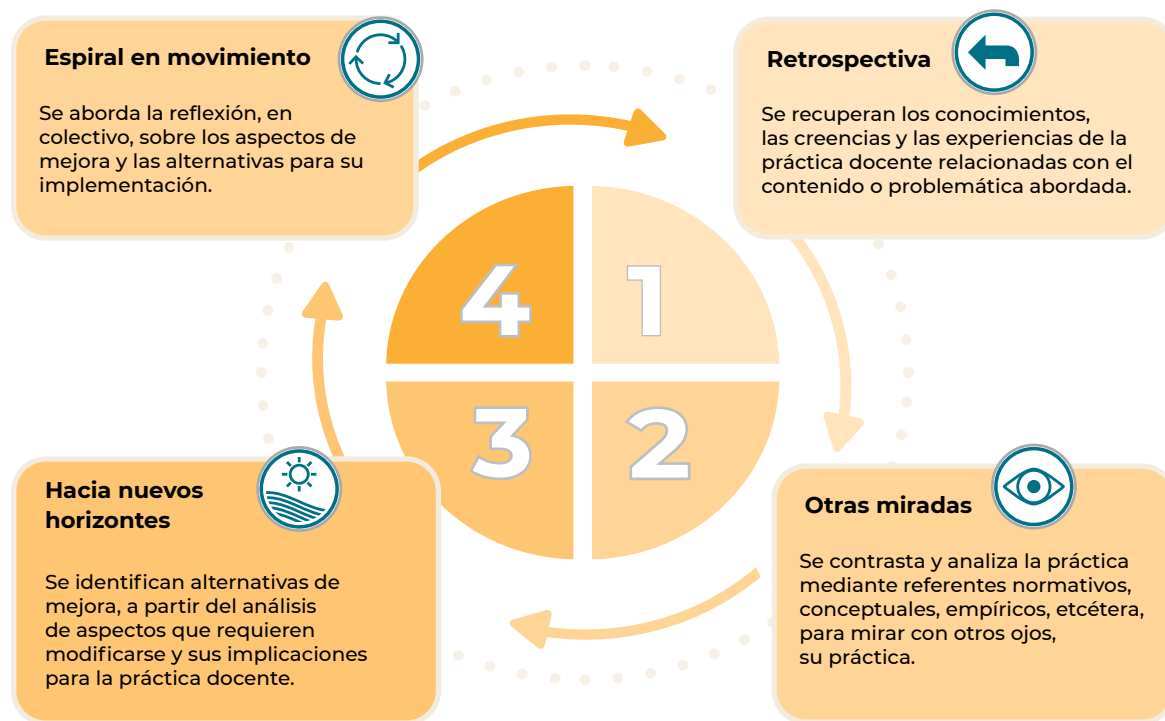 Espiral en movimiento
Se aborda la reflexión, en
colectivo, sobre los aspectos de
mejora y las alternativas para su
implementación.
Retrospectiva
Se recuperan los conocimientos,
las creencias y las experiencias de la
práctica docente relacionadas con el
contenido o problemática abordada.
4
1
3
2
Hacia nuevos
horizontes
Se identifican alternativas de
mejora, a partir del análisis
de aspectos que requieren
modificarse y sus implicaciones
para la práctica docente.
Otras miradas
Se contrasta y analiza la práctica
mediante referentes normativos,
conceptuales, empíricos, etcétera,
para mirar con otros ojos,
su práctica.